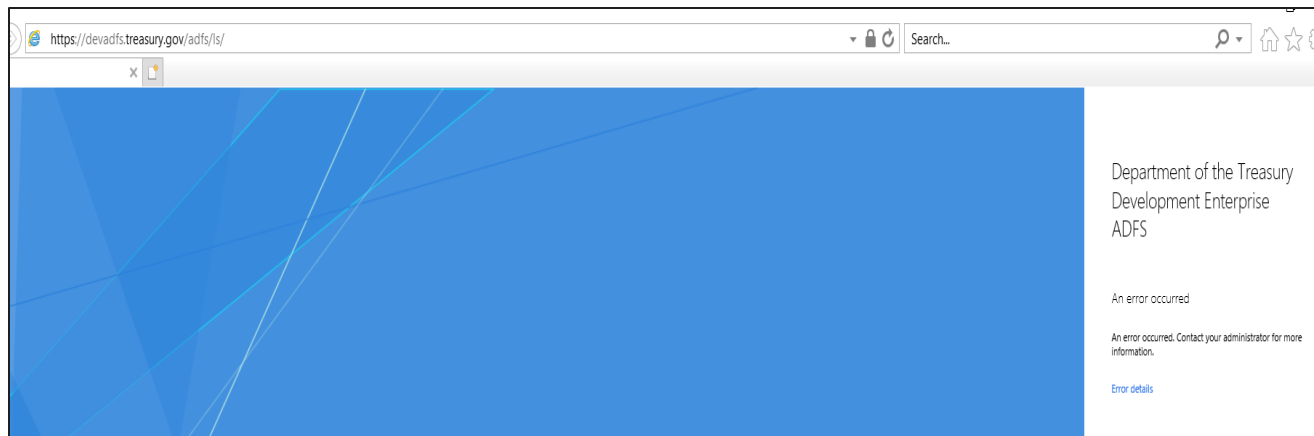 https://devadfs.treasury.gov/adfs/ls/
Search...
Department of the Treasury
Development Enterprise
ADFS
An error occurred
An error occurred. Contact your administrator for more
information.
Error details